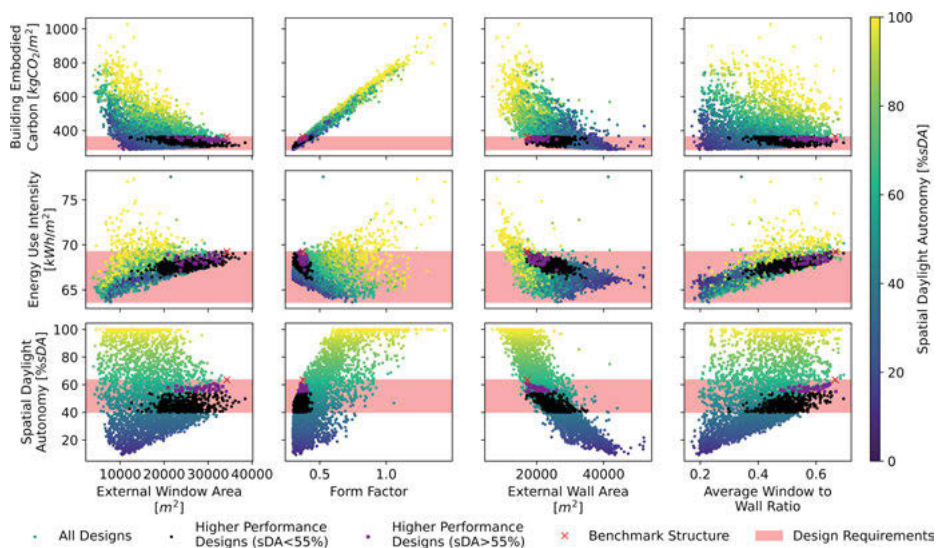 Building Embodied
Carbon [kgCO₂/m²]
1000
800
600
400
Energy Use Intensity
[kWh/m²]
75
70
65
Spatial Daylight
Autonomy [%sDA]
100
80
60
40
20
10000 20000 30000 40000
External Window Area
[m²]
0.5 1.0
Form Factor
20000 40000
External Wall Area
[m²]
0.2 0.4 0.6
Average Window to
Wall Ratio
100
80
60
40
20
0
Spatial Daylight Autonomy [%sDA]
All Designs
Higher Performance
Designs (sDA<55%)
Higher Performance
Designs (sDA>55%)
Benchmark Structure
Design Requirements